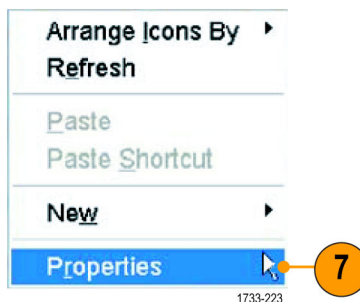 Arrange Icons By
Refresh
Paste
Paste Shortcut
New
Properties
7
1733-223